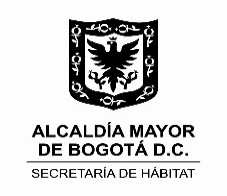 ALCALDÍA MAYOR
DE BOGOTÁ D.C.
SECRETARÍA DE HÁBITAT